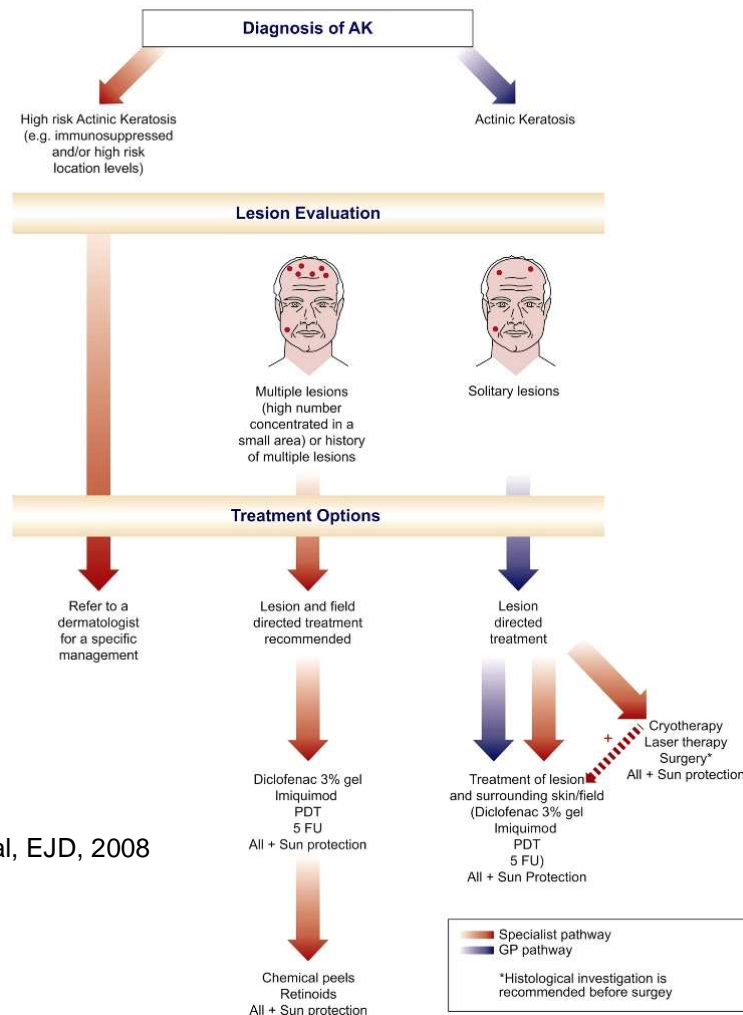 Diagnosis of AK
High risk Actinic Keratosis
(e.g. immunosuppressed
and/or high risk
location levels)
Actinic Keratosis
Lesion Evaluation
Multiple lesions
(high number
concentrated in a
small area) or history
of multiple lesions
Solitary lesions
Treatment Options
Refer to a
dermatologist
for a specific
management
Lesion and field
directed treatment
recommended
Lesion
directed
treatment
Cryotherapy
Laser therapy
Surgery*
All + Sun protection
+
Diclofenac 3% gel
Imiquimod
PDT
5 FU
All + Sun protection
Treatment of lesion
and surrounding skin/field
(Diclofenac 3% gel
Imiquimod
PDT
5 FU)
All + Sun Protection
al, EJD, 2008
Chemical peels
Retinoids
All + Sun protection
Specialist pathway
GP pathway
*Histological investigation is
recommended before surgey